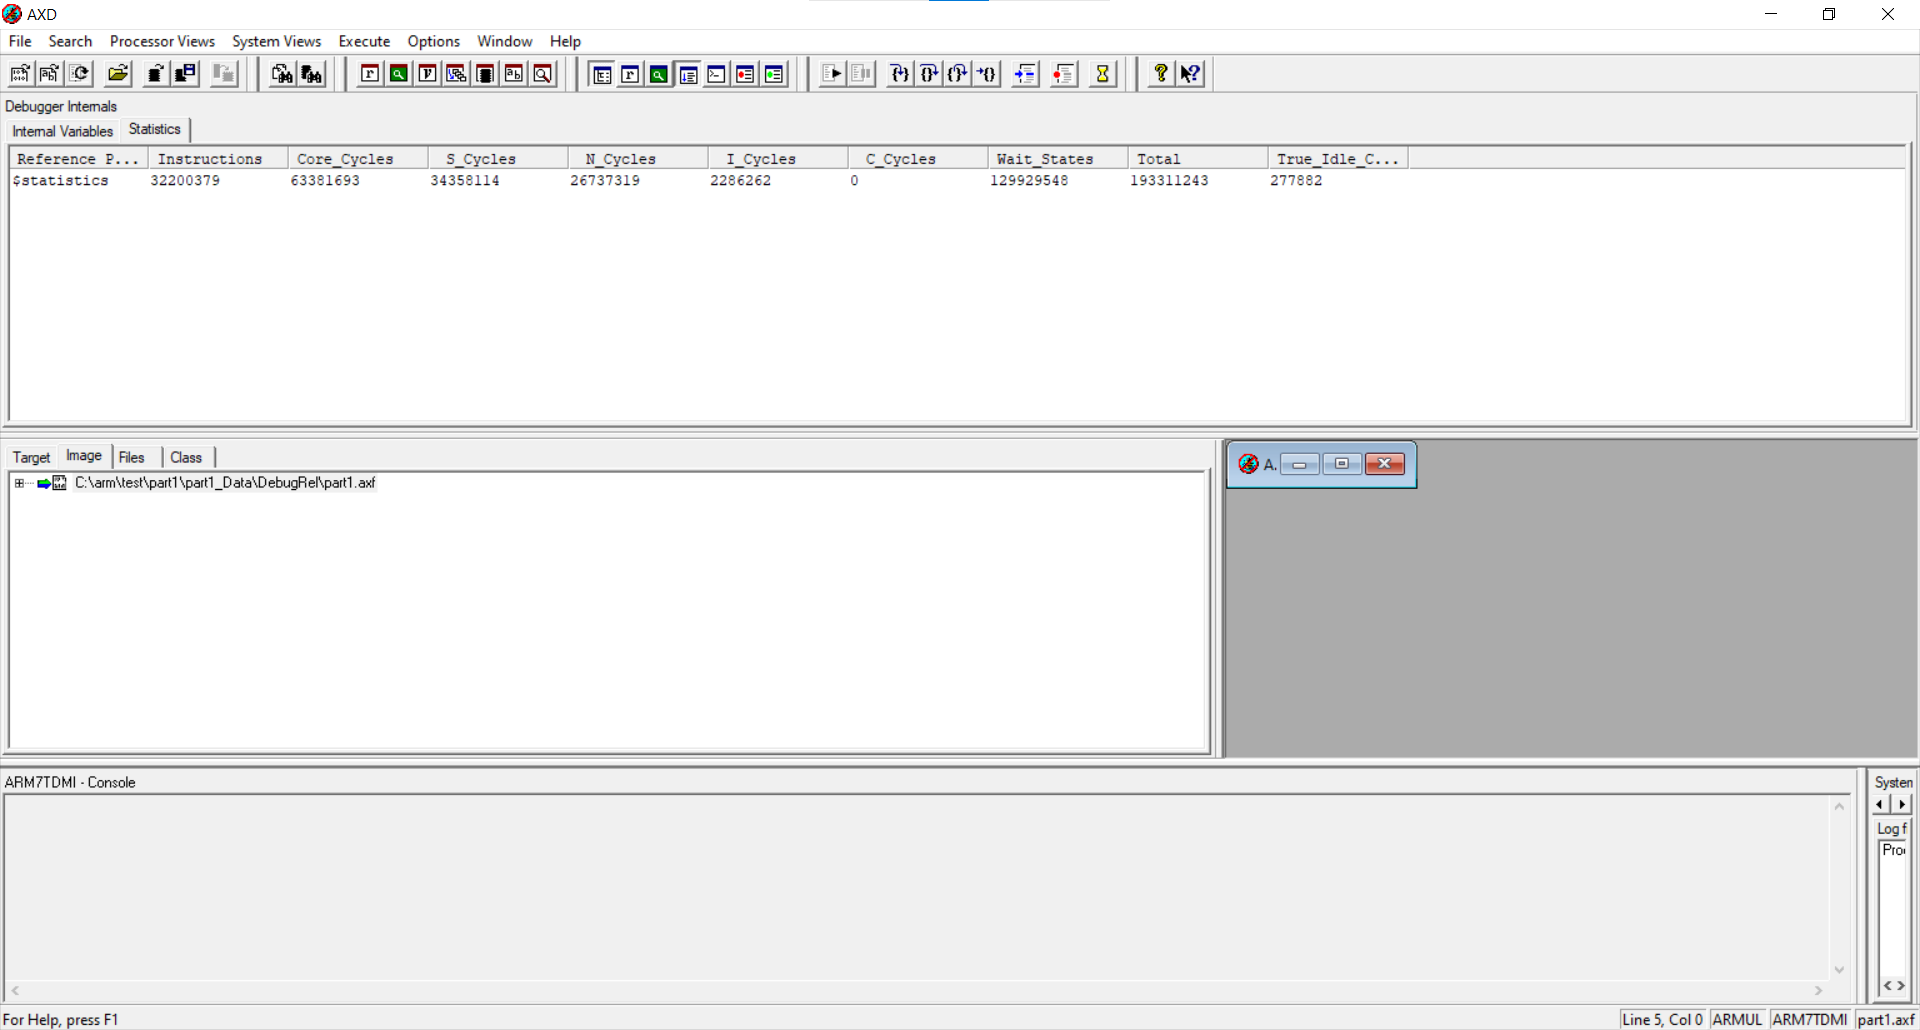 AXD
File Search Processor Views System Views Execute Options Window Help
Debugger Internals
Internal Variables Statistics
Reference P... Instructions Core_Cycles S_Cycles N_Cycles I_Cycles C_Cycles Wait_States Total True_Idle_C...
$statistics 32200379 63381693 34358114 26737319 2286262 0 129929548 193311243 277882
Target Image Files Class
A.
C:\arm\test\part1\part1_Data\DebugRel\part1.axf
ARM7TDMI - Console
System
Log f
Pro
For Help, press F1
Line 5, Col 0 ARMUL ARM7TDMI part1.axf